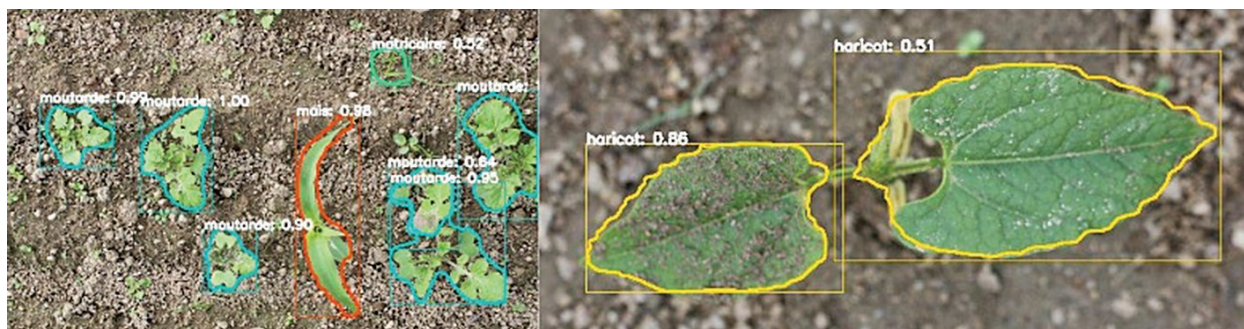 matricaire: 0.52
moutarde: 0.99
moutarde: 1.00
mais: 0.98
moutarde:
moutarde: 0.64
moutarde: 0.95
moutarde: 0.90
haricot: 0.51
haricot: 0.86